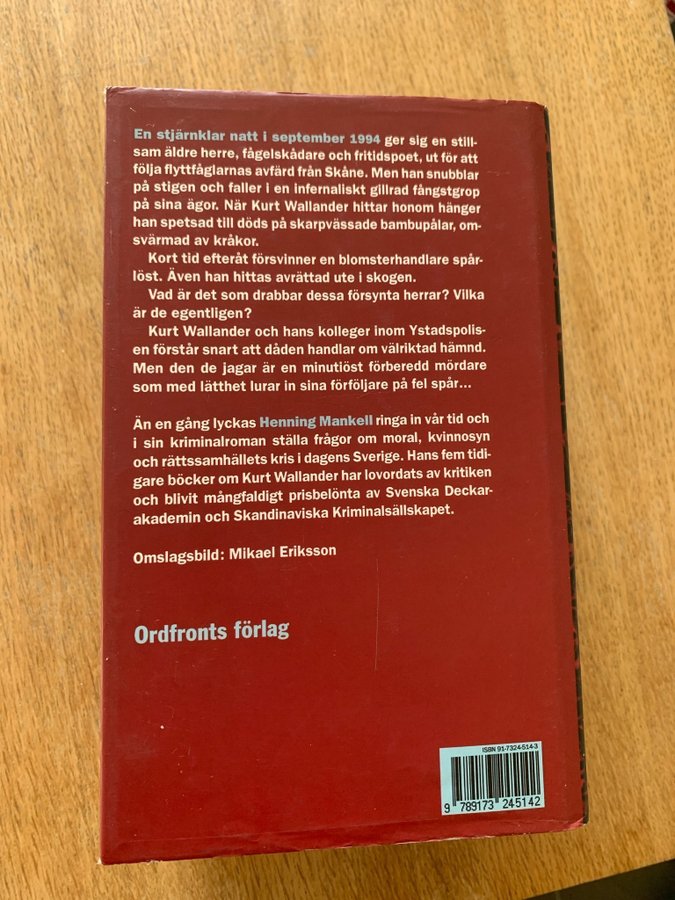 En stjärnklar natt i september 1994 ger sig en still-
sam äldre herre, fågelskådare och fritidspoet, ut för att
följa flyttfåglarnas avfärd från Skåne. Men han snubblar
på stigen och faller i en infernaliskt gillrad fångstgrop
på sina ägor. När Kurt Wallander hittar honom hänger
han spetsad till döds på skarpvässade bambupålar, om-
svärmad av kråkor.
Kort tid efteråt försvinner en blomsterhandlare spår-
löst. Även han hittas avrättad ute i skogen.
Vad är det som drabbar dessa försynta herrar? Vilka
är de egentligen?
Kurt Wallander och hans kolleger inom Ystadspolis-
en förstår snart att dåden handlar om välriktad hämnd.
Men den de jagar är en minutiöst förberedd mördare
som med lätthet lurar in sina förföljare på fel spår...
Än en gång lyckas Henning Mankell ringa in vår tid och
i sin kriminalroman ställa frågor om moral, kvinnosyn
och rättssamhällets kris i dagens Sverige. Hans fem tidi-
gare böcker om Kurt Wallander har lovordats av kritiken
och blivit mångfaldigt prisbelönta av Svenska Deckar-
akademin och Skandinaviska Kriminalsällskapet.
Omslagsbild: Mikael Eriksson
Ordfronts förlag
ISBN 91-7324-514-3
9 789173 245142